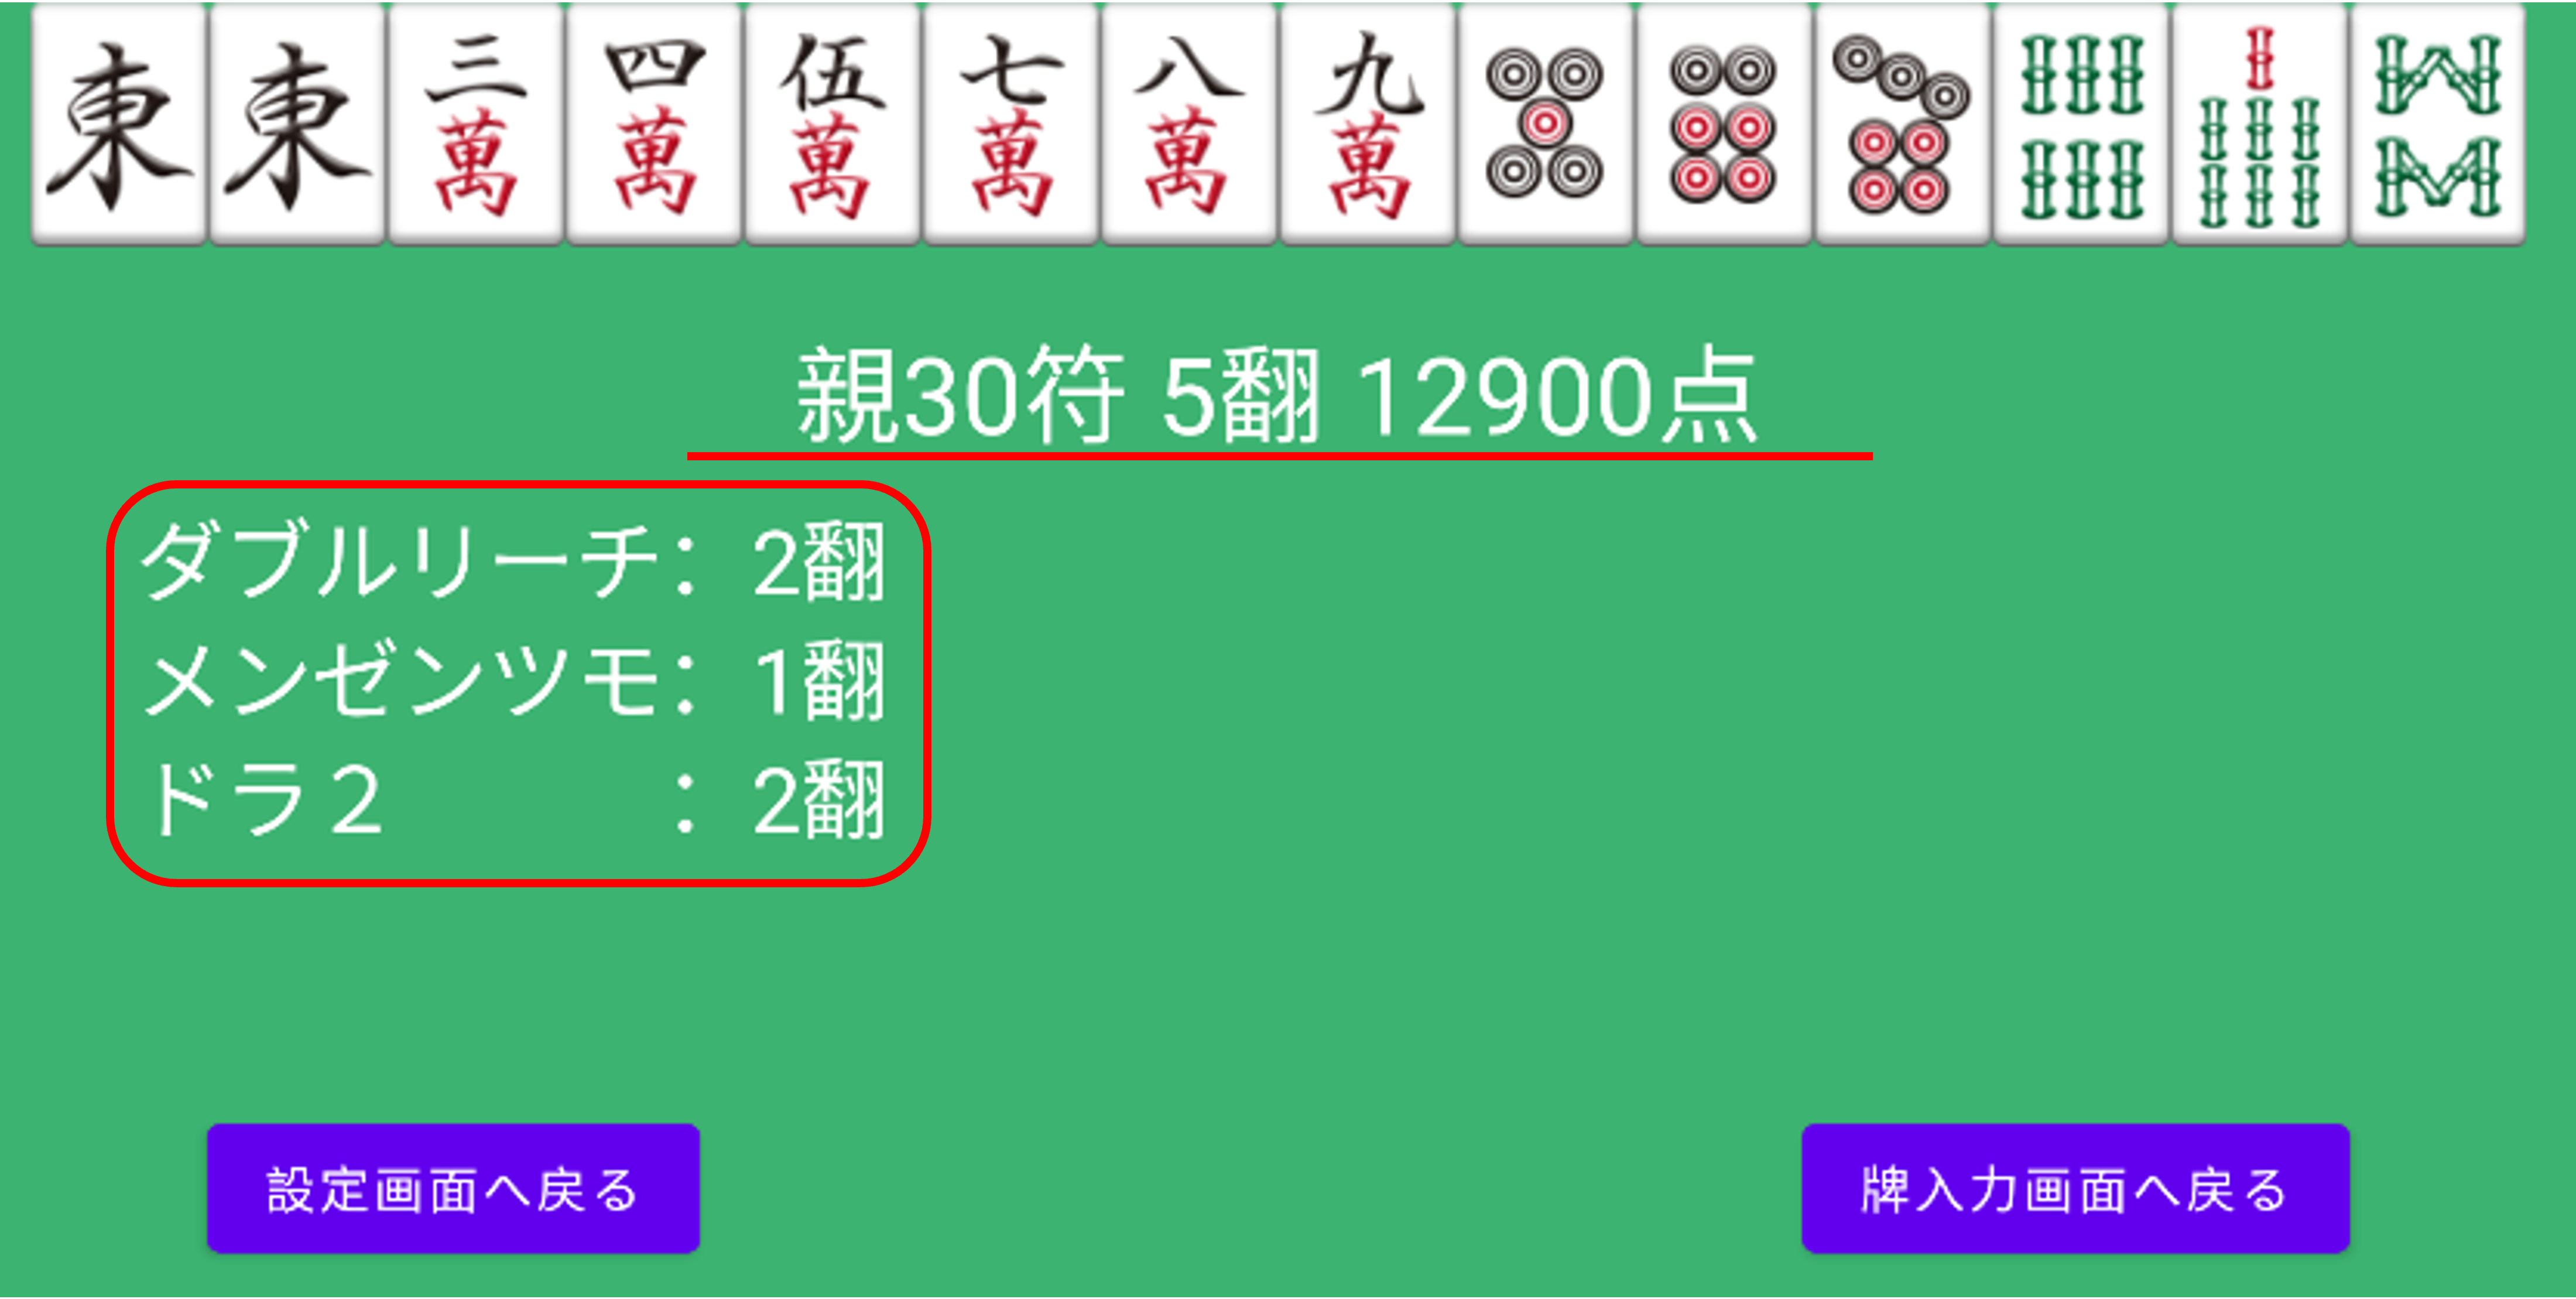 東 東 三萬 四萬 伍萬 七萬 八萬 九萬
親30符 5翻 12900点
ダブルリーチ：2翻
メンゼンツモ：1翻
ドラ２　　　：2翻
設定画面へ戻る
牌入力画面へ戻る